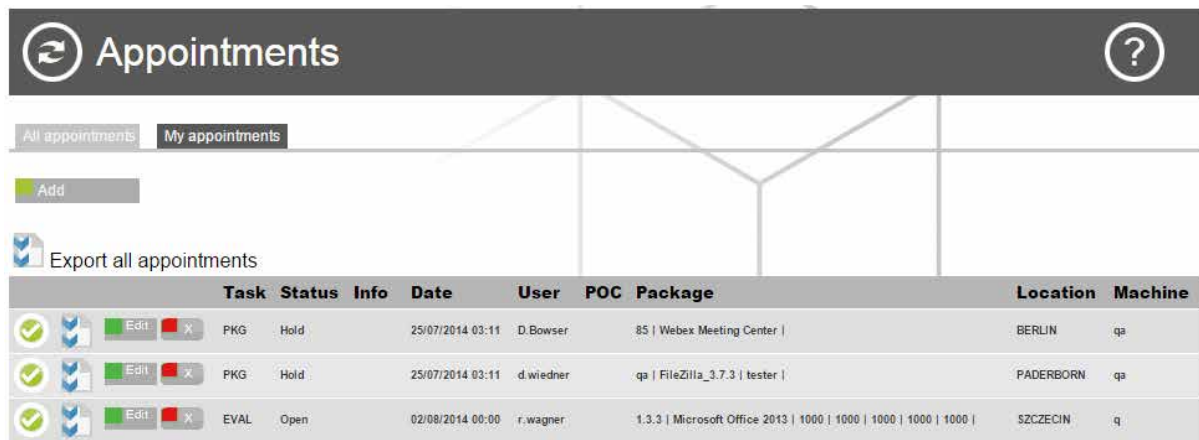 Appointments ?
All appointments My appointments
Add
Export all appointments
Task Status Info Date User POC Package Location Machine
Edit X PKG Hold 25/07/2014 03:11 D.Bowser 85 | Webex Meeting Center | BERLIN qa
Edit X PKG Hold 25/07/2014 03:11 d.wiedner qa | FileZilla_3.7.3 | tester | PADERBORN qa
Edit X EVAL Open 02/08/2014 00:00 r.wagner 1.3.3 | Microsoft Office 2013 | 1000 | 1000 | 1000 | 1000 | 1000 | SZCZECIN q